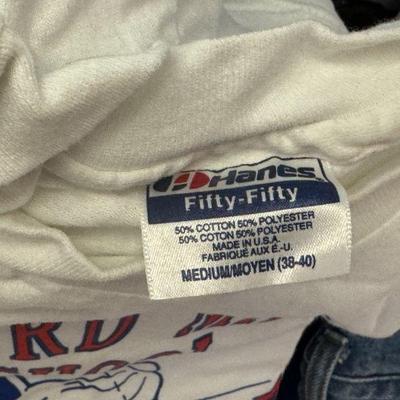 Hanes
Fifty-Fifty
50% COTTON 50% POLYESTER
50% COTON 50% POLYESTER
MADE IN U.S.A.
FABRIQUÉ AUX É.-U.
MEDIUM/MOYEN (38-40)